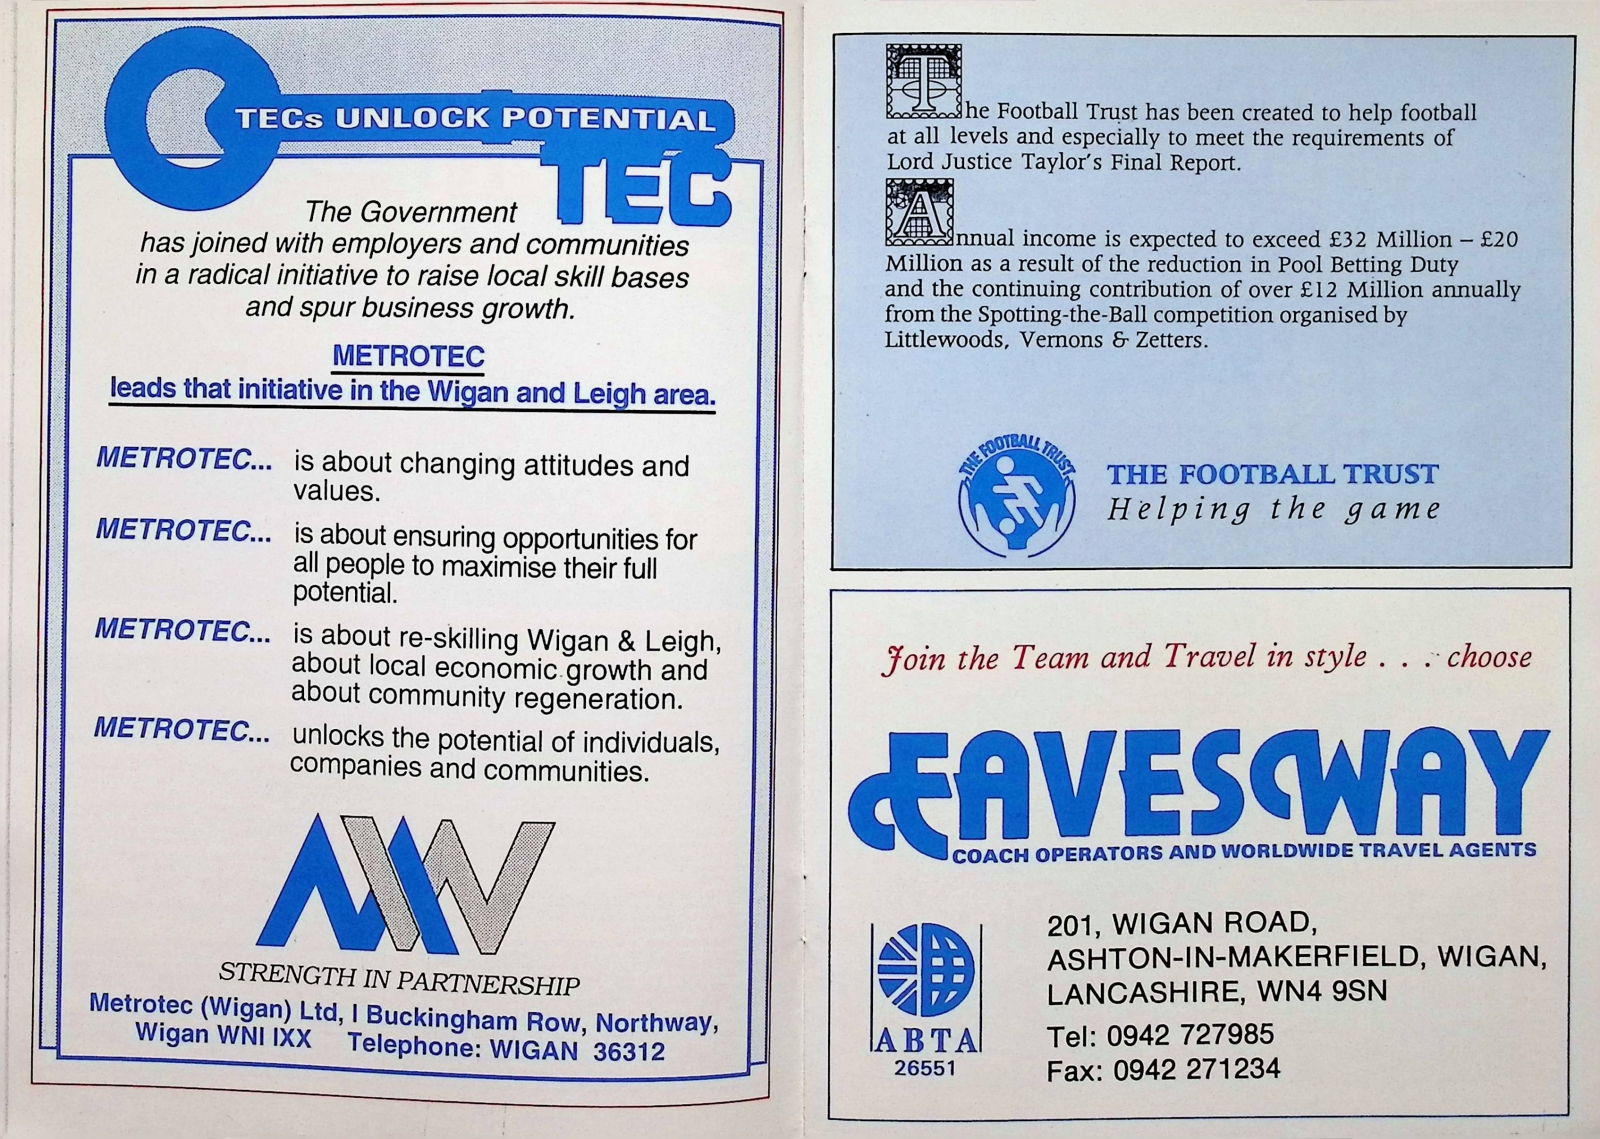 TECs UNLOCK POTENTIAL
TEC
The Government
has joined with employers and communities
in a radical initiative to raise local skill bases
and spur business growth.
METROTEC
leads that initiative in the Wigan and Leigh area.
METROTEC... is about changing attitudes and
values.
METROTEC... is about ensuring opportunities for
all people to maximise their full
potential.
METROTEC... is about re-skilling Wigan & Leigh,
about local economic growth and
about community regeneration.
METROTEC... unlocks the potential of individuals,
companies and communities.
STRENGTH IN PARTNERSHIP
Metrotec (Wigan) Ltd, I Buckingham Row, Northway,
Wigan WNI IXX Telephone: WIGAN 36312
The Football Trust has been created to help football
at all levels and especially to meet the requirements of
Lord Justice Taylor's Final Report.
Annual income is expected to exceed £32 Million – £20
Million as a result of the reduction in Pool Betting Duty
and the continuing contribution of over £12 Million annually
from the Spotting-the-Ball competition organised by
Littlewoods, Vernons & Zetters.
THE FOOTBALL TRUST
THE FOOTBALL TRUST
Helping the game
Join the Team and Travel in style . . . choose
EAVESWAY
COACH OPERATORS AND WORLDWIDE TRAVEL AGENTS
201, WIGAN ROAD,
ASHTON-IN-MAKERFIELD, WIGAN,
LANCASHIRE, WN4 9SN
Tel: 0942 727985
Fax: 0942 271234
ABTA
26551